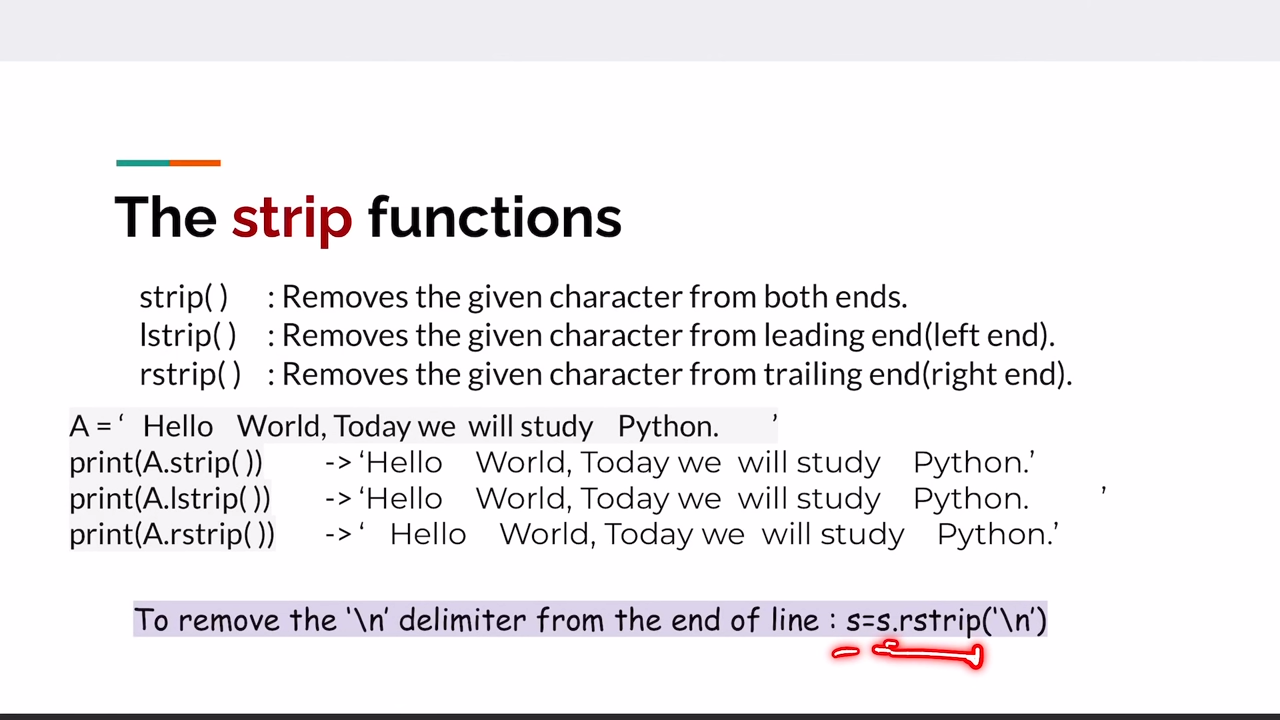 The strip functions
strip( ) : Removes the given character from both ends.
lstrip( ) : Removes the given character from leading end(left end).
rstrip( ) : Removes the given character from trailing end(right end).
A = ‘ Hello World, Today we will study Python. ’
print(A.strip( )) -> ‘Hello World, Today we will study Python.’
print(A.lstrip( )) -> ‘Hello World, Today we will study Python. ’
print(A.rstrip( )) -> ‘ Hello World, Today we will study Python.’
To remove the ‘\n’ delimiter from the end of line : s=s.rstrip(‘\n’)